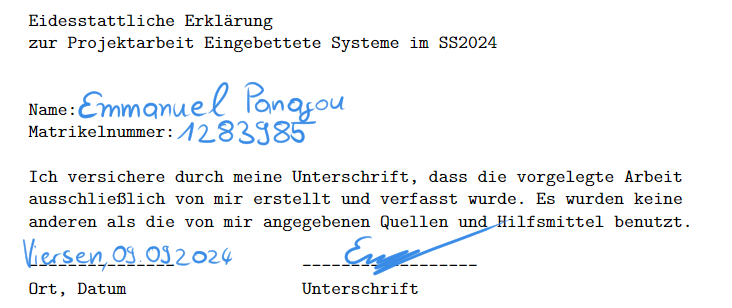 Eidesstattliche Erklärung
zur Projektarbeit Eingebettete Systeme im SS2024
Name: Emmanuel Panagou
Matrikelnummer: 1283985
Ich versichere durch meine Unterschrift, dass die vorgelegte Arbeit
ausschließlich von mir erstellt und verfasst wurde. Es wurden keine
anderen als die von mir angegebenen Quellen und Hilfsmittel benutzt.
Viersen, 09.09.2024
Ort, Datum Unterschrift